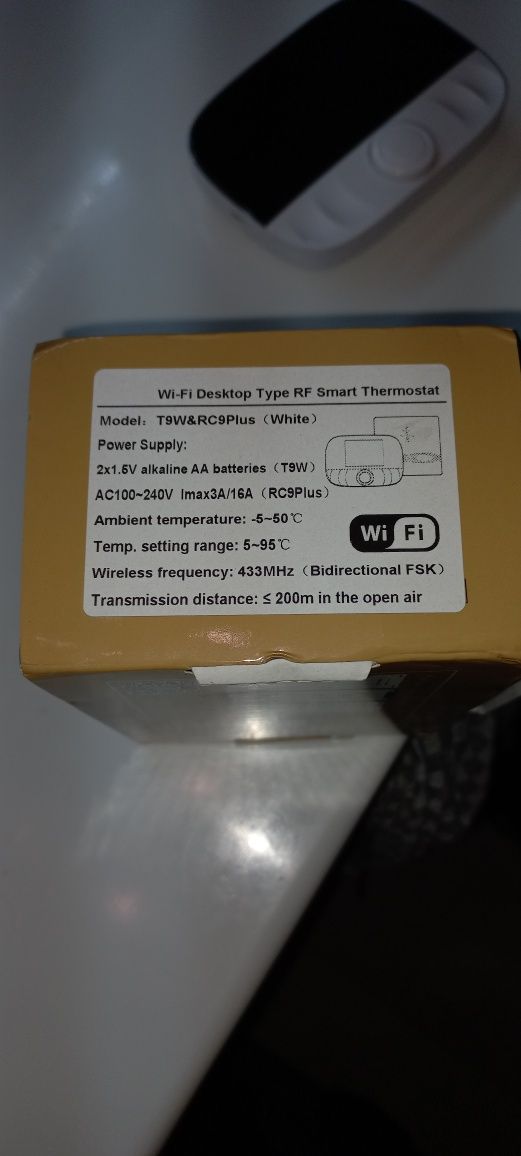 Wi-Fi Desktop Type RF Smart Thermostat
Model：T9W&RC9Plus（White）
Power Supply:
2x1.5V alkaline AA batteries（T9W）
AC100~240V Imax3A/16A（RC9Plus）
Ambient temperature: -5~50℃
Wi Fi
Temp. setting range: 5~95℃
Wireless frequency: 433MHz（Bidirectional FSK）
Transmission distance: ≤ 200m in the open air